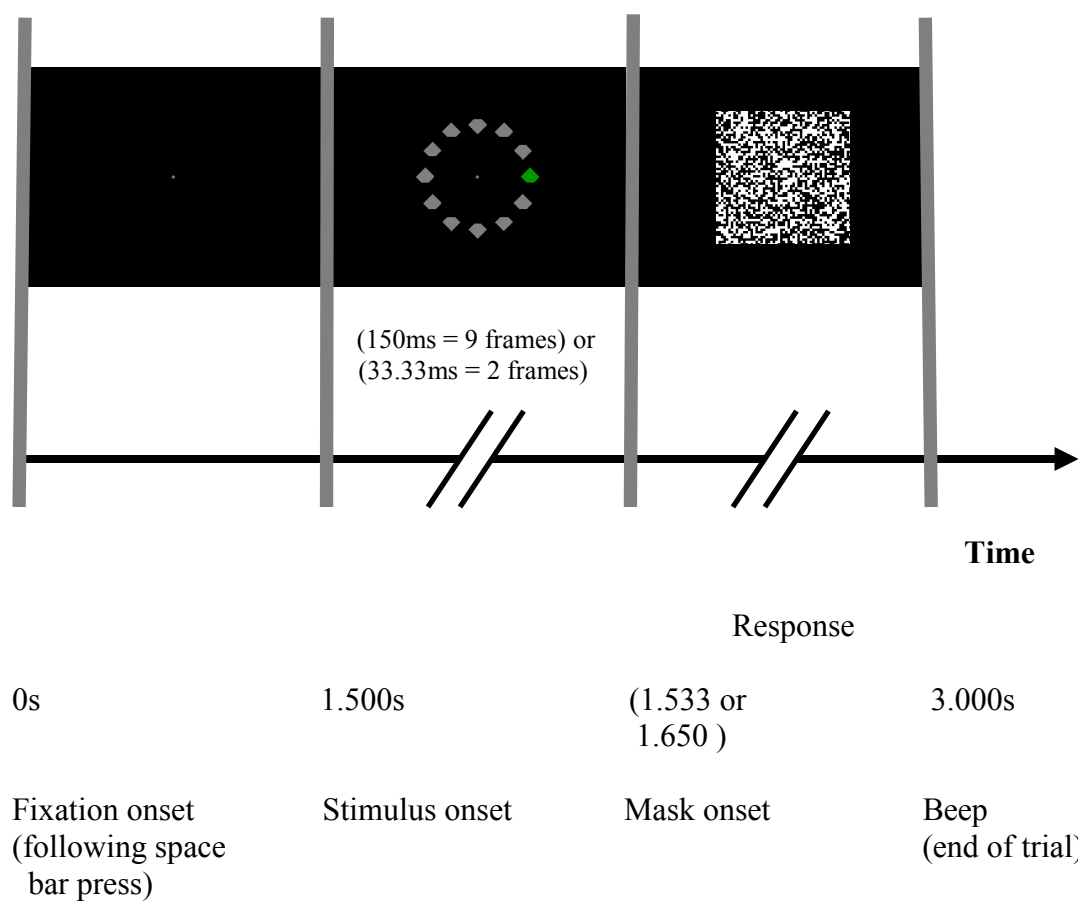 (150ms = 9 frames) or
(33.33ms = 2 frames)
Time
Response
0s
1.500s
(1.533 or
1.650 )
3.000s
Fixation onset
(following space
bar press)
Stimulus onset
Mask onset
Beep
(end of trial)